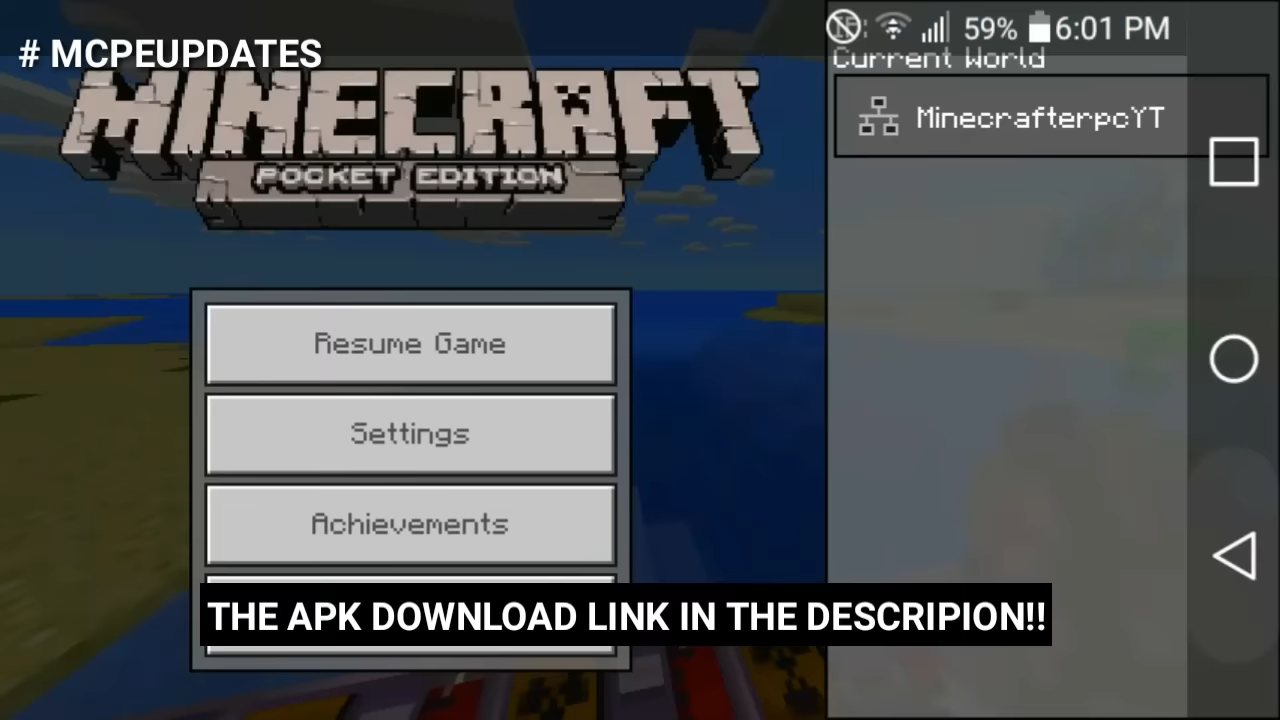 # MCPEUPDATES
MINECRAFT
POCKET EDITION
59% 6:01 PM
Current World
MinecrafterpcYT
Resume Game
Settings
Achievements
THE APK DOWNLOAD LINK IN THE DESCRIPION!!